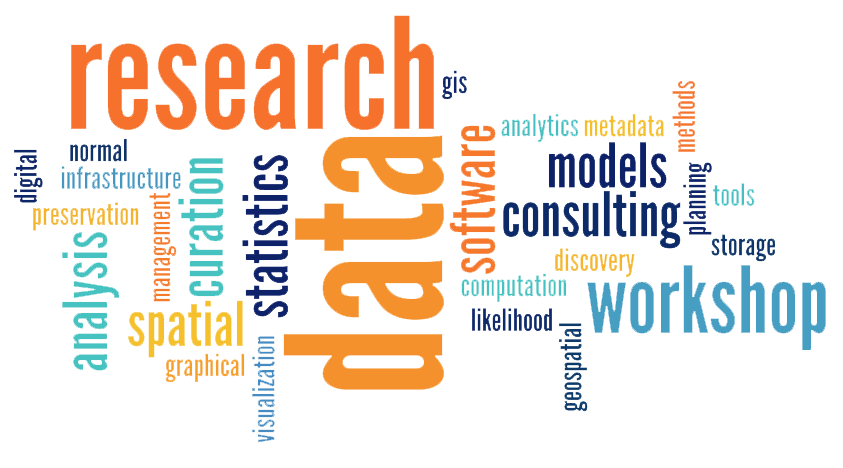 research
gis
data
software
analytics
metadata
methods
normal
digital
infrastructure
preservation
management
curation
statistics
models
consulting
planning
tools
storage
discovery
computation
likelihood
workshop
geospatial
analysis
spatial
graphical
visualization